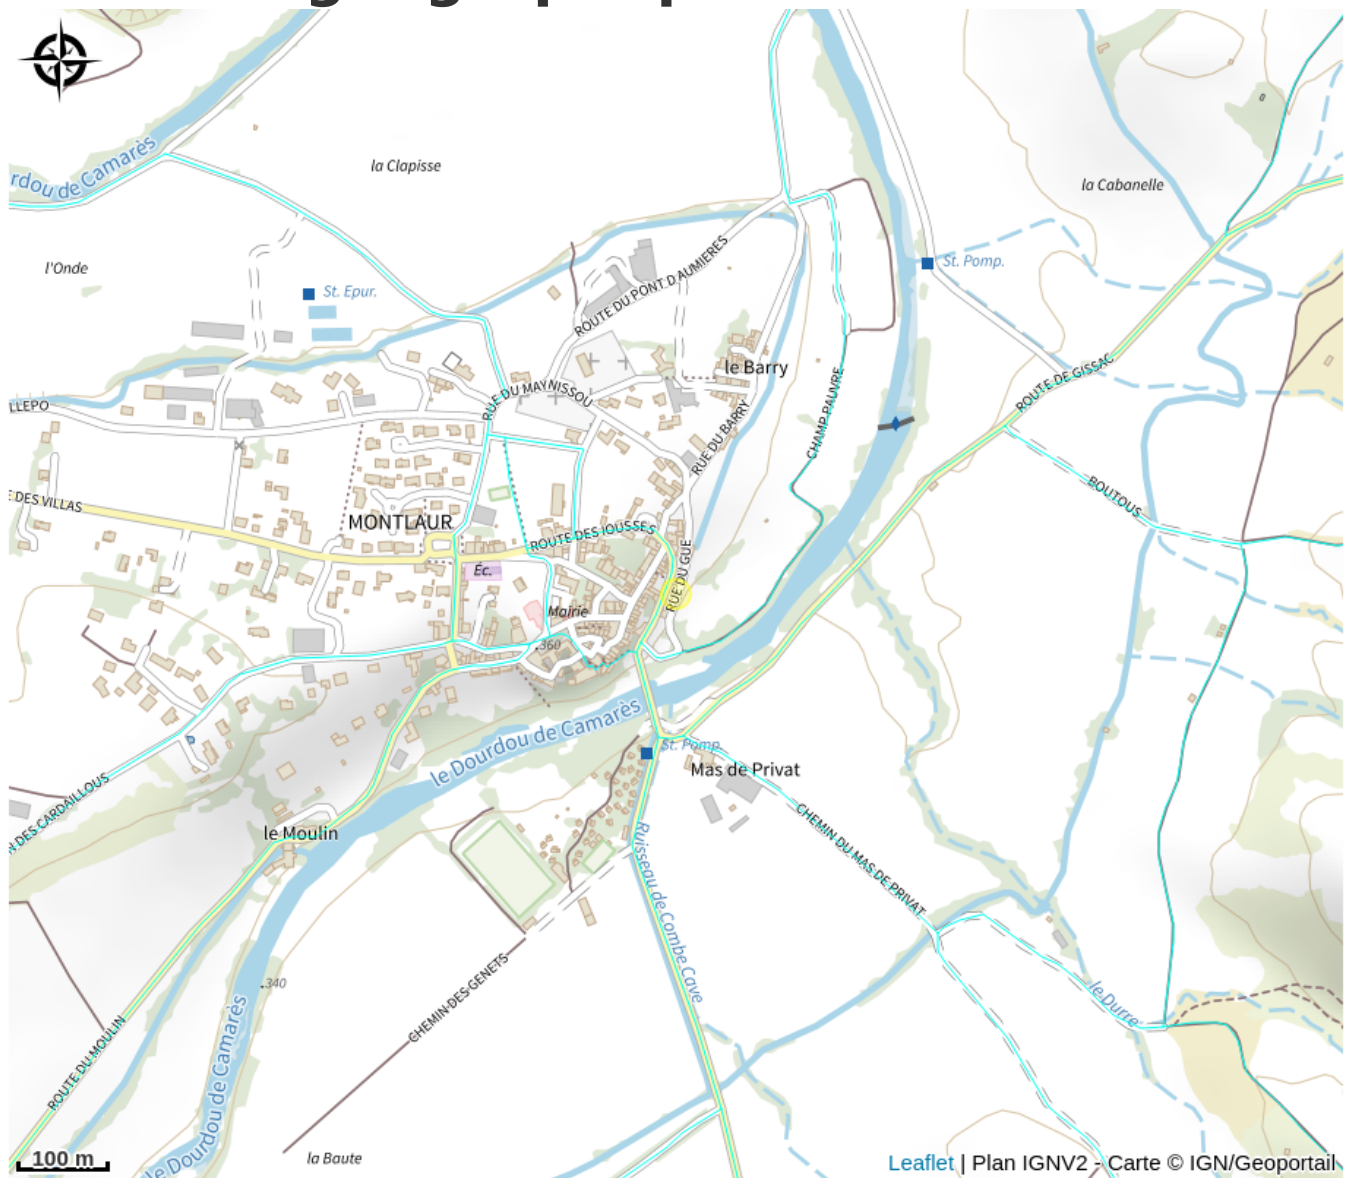 rdou de Camarès
la Clapisse
la Cabanelle
l'Onde
St. Pomp.
St. Epur.
ROUTE DU PONT D'AUMIERES
le Barry
ROUTE DE GISSAC
RUE DU MAYNISSOU
LLEPO
CHAMP PAUVRE
RUE DU BARRY
BOUTOUS
E DES VILLAS
MONTLAUR
ROUTE DES IOUSSES
Éc.
RUE DU GUE
Mairie
360
le Dourdou de Camarès
St. Pomp.
Mas de Privat
N DES CARDAILLOUS
le Moulin
CHEMIN DU MAS DE PRIVAT
Ruisseau de Combe Cave
340
CHEMIN DES GENETS
le Durre
ROUTE DU MOULIN
le Dourdou de Camarès
la Baute
le Dourdou de Camarès
100 m
Leaflet | Plan IGNV2 - Carte © IGN/Geoportail